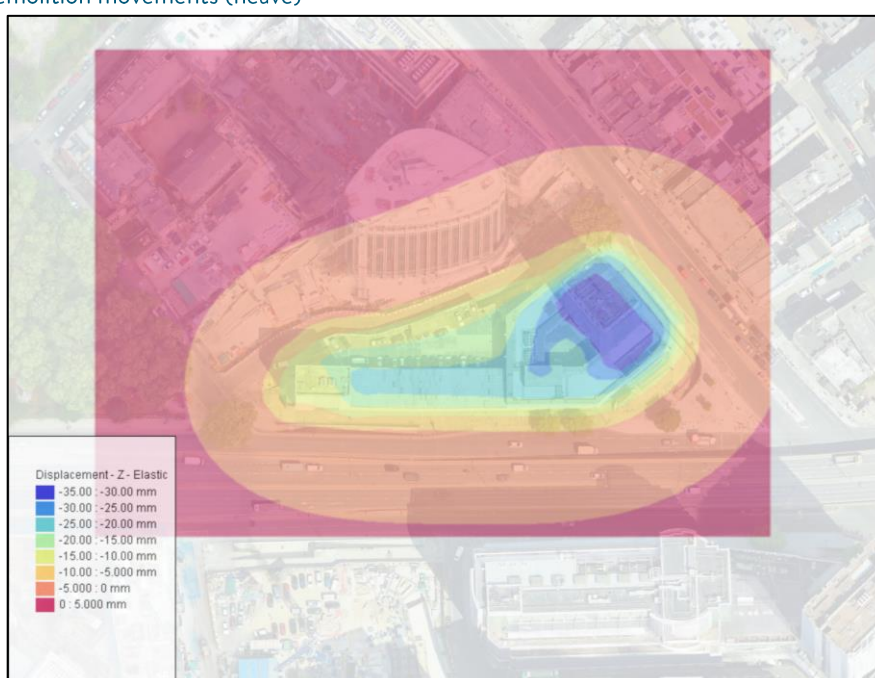 emolition movements (heave)
Displacement - Z - Elastic
-35.00 : -30.00 mm
-30.00 : -25.00 mm
-25.00 : -20.00 mm
-20.00 : -15.00 mm
-15.00 : -10.00 mm
-10.00 : -5.000 mm
-5.000 : 0 mm
0 : 5.000 mm